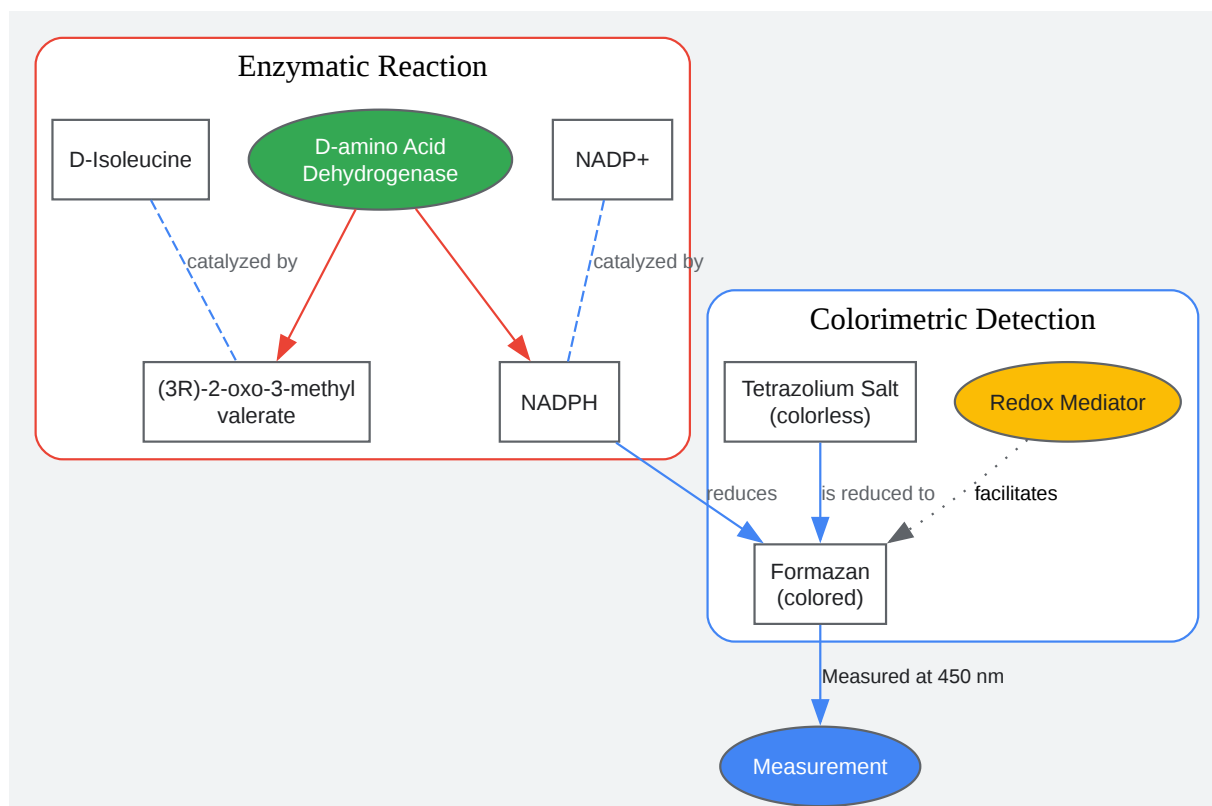 Enzymatic Reaction
D-Isoleucine
D-amino Acid
Dehydrogenase
NADP+
catalyzed by
catalyzed by
(3R)-2-oxo-3-methyl
valerate
NADPH
Colorimetric Detection
Tetrazolium Salt
(colorless)
Redox Mediator
reduces
is reduced to
facilitates
Formazan
(colored)
Measured at 450 nm
Measurement